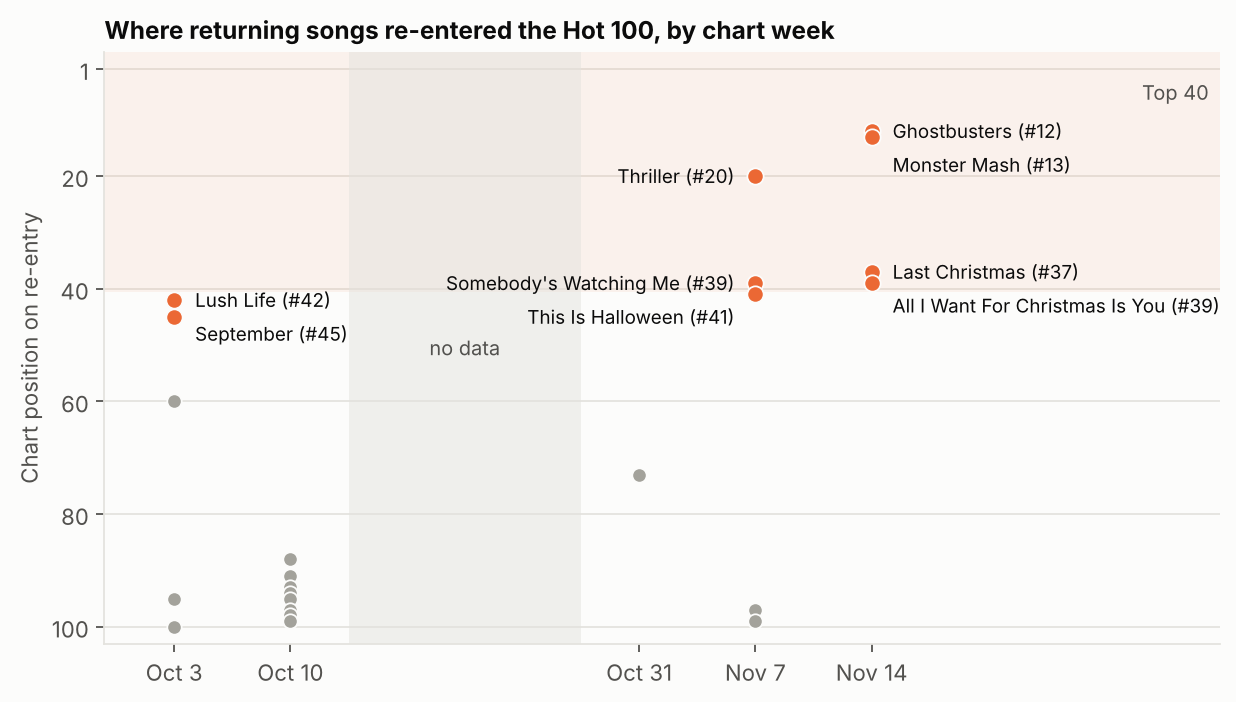 Where returning songs re-entered the Hot 100, by chart week
Chart position on re-entry
1
20
40
60
80
100
Top 40
Ghostbusters (#12)
Monster Mash (#13)
Thriller (#20)
Last Christmas (#37)
Somebody's Watching Me (#39)
All I Want For Christmas Is You (#39)
This Is Halloween (#41)
Lush Life (#42)
September (#45)
no data
Oct 3
Oct 10
Oct 31
Nov 7
Nov 14